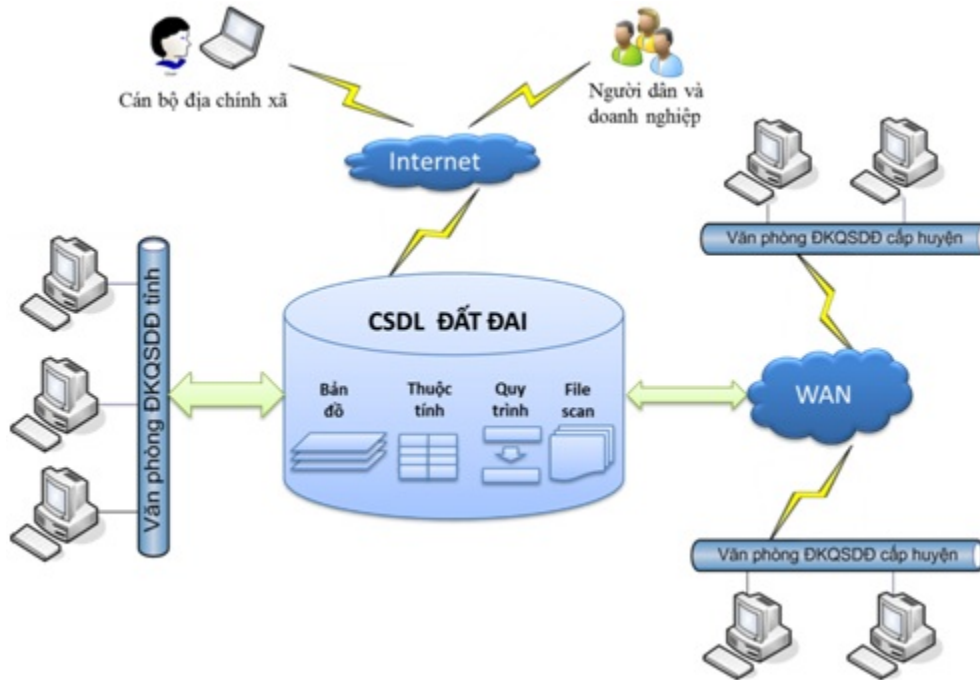 Cán bộ địa chính xã
Người dân và
doanh nghiệp
Internet
Văn phòng ĐKQSDĐ cấp huyện
Văn phòng ĐKQSDĐ tỉnh
CSDL ĐẤT ĐAI
Bản
đồ
Thuộc
tính
Quy
trình
File
scan
WAN
Văn phòng ĐKQSDĐ cấp huyện